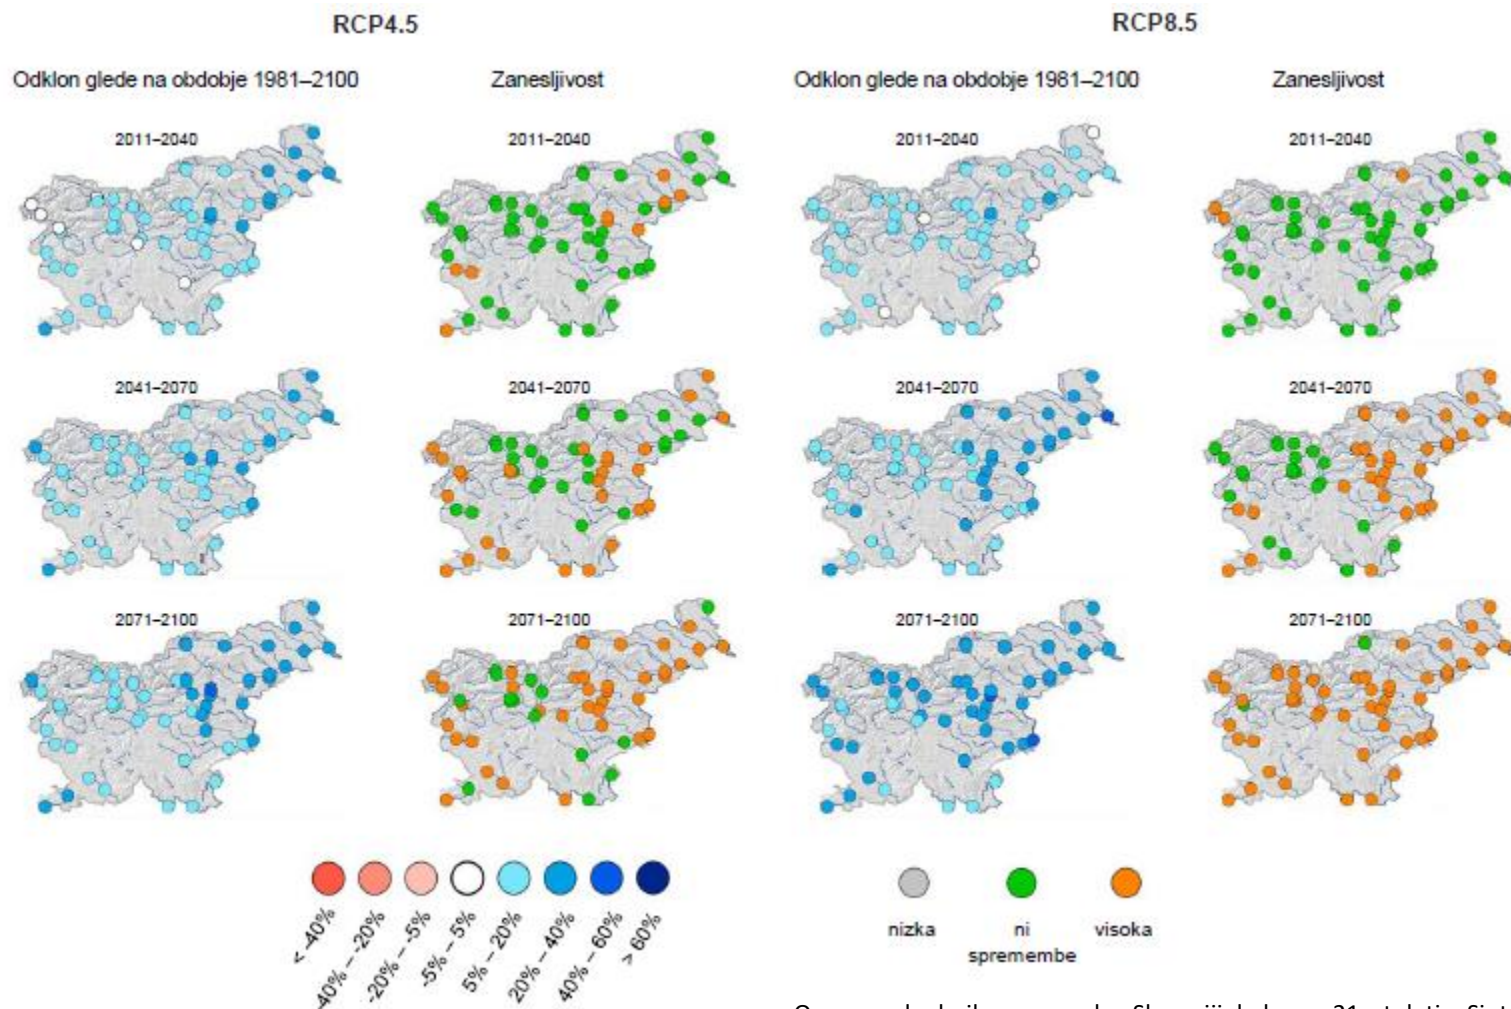 RCP4.5
RCP8.5
Odklon glede na obdobje 1981–2100
Zanesljivost
Odklon glede na obdobje 1981–2100
Zanesljivost
2011–2040
2011–2040
2011–2040
2011–2040
2041–2070
2041–2070
2041–2070
2041–2070
2071–2100
2071–2100
2071–2100
2071–2100
< -40%
-40% – -20%
-20% – -5%
-5% – 5%
5% – 20%
20% – 40%
40% – 60%
> 60%
nizka
ni
spremembe
visoka